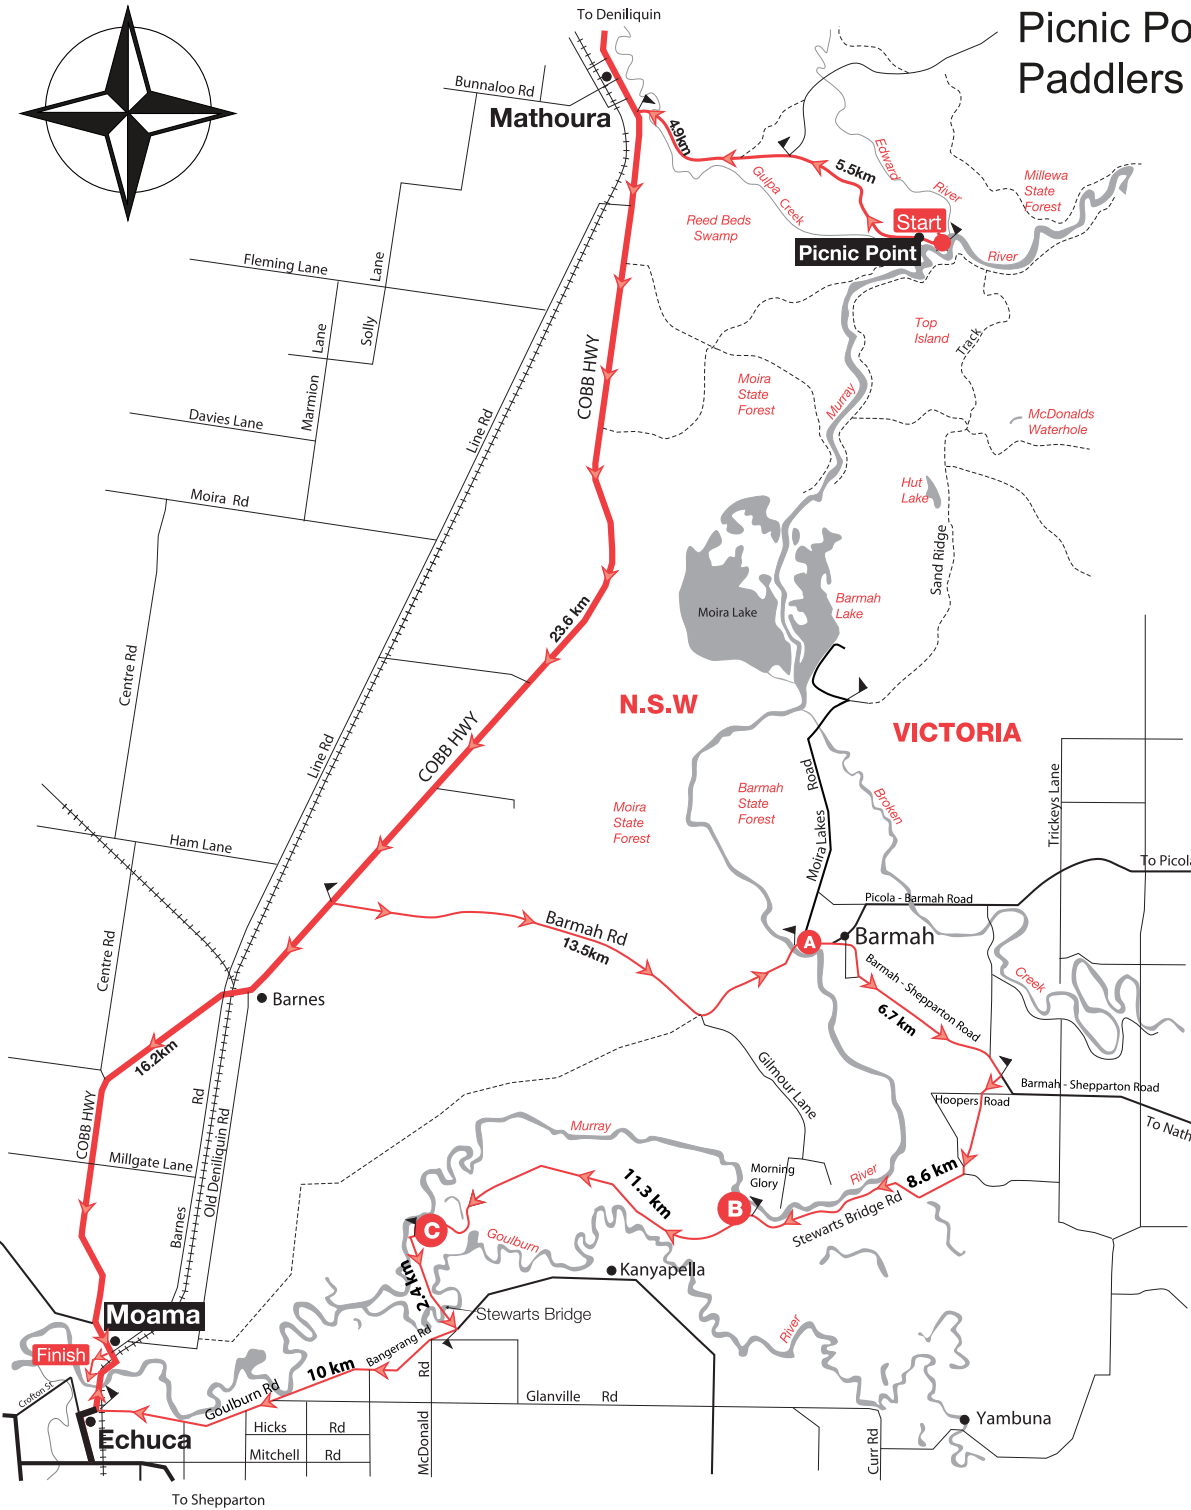 To Deniliquin
Picnic Po
Paddlers
Bunnaloo Rd
Mathoura
4.9km
5.5km
Edward
River
Millewa
State
Forest
Gulpa
Creek
Reed Beds
Swamp
Start
Picnic Point
River
Fleming Lane
Lane
Solly
Lane
Marmion
Top
Island
Track
COBB HWY
Moira
State
Forest
Murray
McDonalds
Waterhole
Davies Lane
Line Rd
Moira Rd
Hut
Lake
Sand Ridge
Moira Lake
Barmah
Lake
23.6 km
Centre Rd
N.S.W
VICTORIA
COBB HWY
Line Rd
Road
Moira Lakes
Moira
State
Forest
Barmah
State
Forest
Broken
Trickeys Lane
Ham Lane
To Picola
Picola - Barmah Road
Barmah Rd
13.5km
A
Barmah
Centre Rd
Barmah - Shepparton Road
Creek
Barnes
6.7 km
16.2km
Gilmour Lane
Barmah - Shepparton Road
Hoopers Road
To Nath
COBB HWY
Rd
Barnes
Old Deniliquin Rd
Millgate Lane
Murray
Morning
Glory
River
8.6 km
11.3 km
B
Stewarts Bridge Rd
C
Goulburn
Kanyapella
2.4 km
Stewarts Bridge
River
Moama
Finish
Bangerang Rd
10 km
Crofton St
Goulburn Rd
Rd
McDonald
Glanville Rd
Hicks Rd
Echuca
Mitchell Rd
Curr Rd
Yambuna
To Shepparton